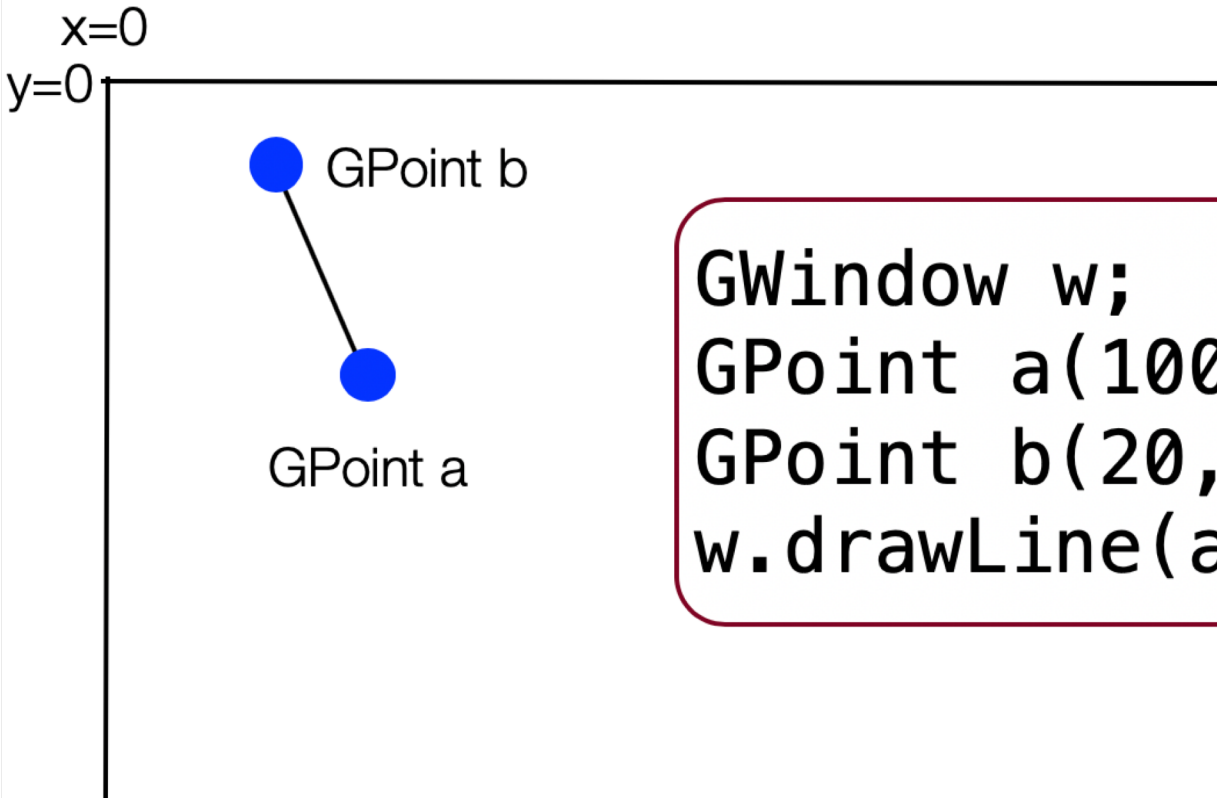 x=0
y=0
GPoint b
GWindow w;
GPoint a(100
GPoint b(20,
w.drawLine(a
GPoint a